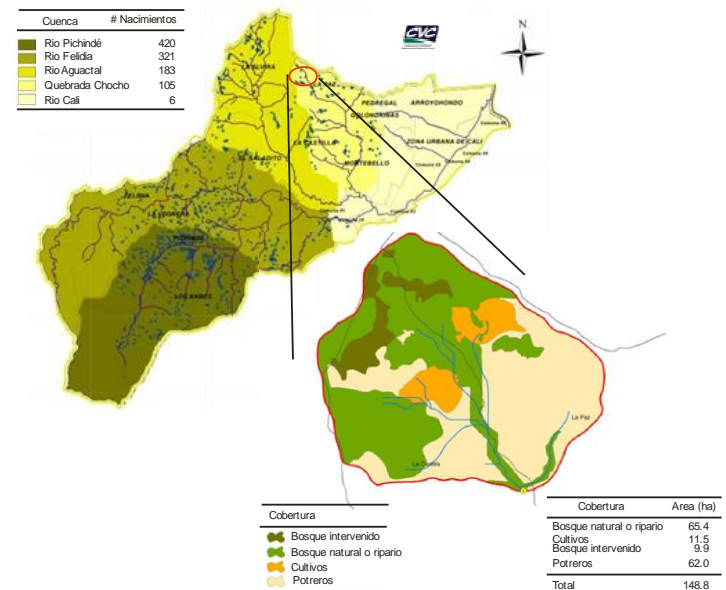 Cuenca # Nacimientos
Rio Pichindé 420
Rio Felidia 321
Rio Aguactal 183
Quebrada Chocho 105
Rio Cali 6
CVC
N
LA ELVIRA
LA PAZ
PEDREGAL ARROYOHONDO
GOLONDRINAS
LA CASTILLA
ZONA URBANA DE CALI
EL SALADITO
MONTEBELLO
FELIDIA
LA LEONERA
PICHINDE
LOS ANDES
Comuna 01
La Paz
Cobertura
Bosque intervenido
Bosque natural o ripario
Cultivos
Potreros
Cobertura Area (ha)
Bosque natural o ripario 65.4
Cultivos 11.5
Bosque intervenido 9.9
Potreros 62.0
Total 148.8